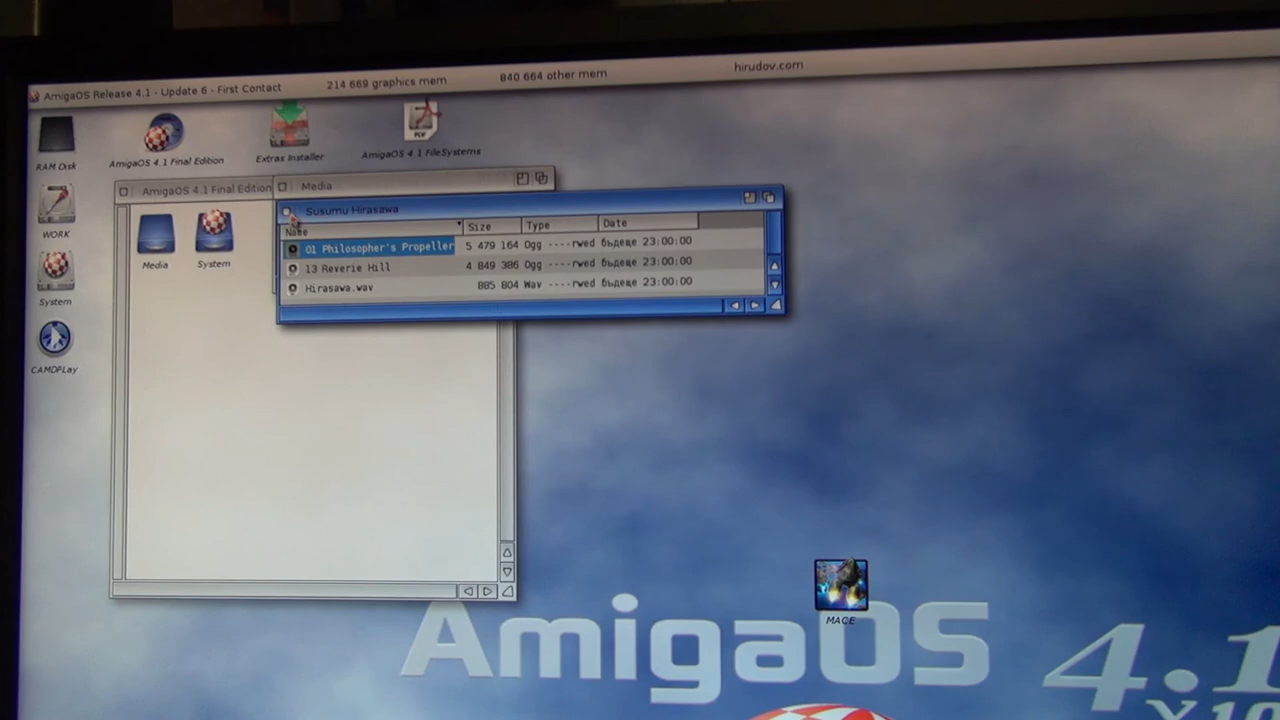 AmigaOS Release 4.1 - Update 6 - First Contact
214 669 graphics mem
840 664 other mem
hirudov.com
RAM Disk
AmigaOS 4.1 Final Edition
Extras Installer
PDF
AmigaOS 4.1 FileSystems
WORK
System
CAMDPLay
AmigaOS 4.1 Final Edition
Media
System
Media
Susumu Hirasawa
Name Size Type Date
01 Philosopher's Propeller 5 479 164 Ogg ----rwed бъдеще 23:00:00
13 Reverie Hill 4 849 386 Ogg ----rwed бъдеще 23:00:00
Hirasawa.wav 885 804 Wav ----rwed бъдеще 23:00:00
MACE
AmigaOS 4.1